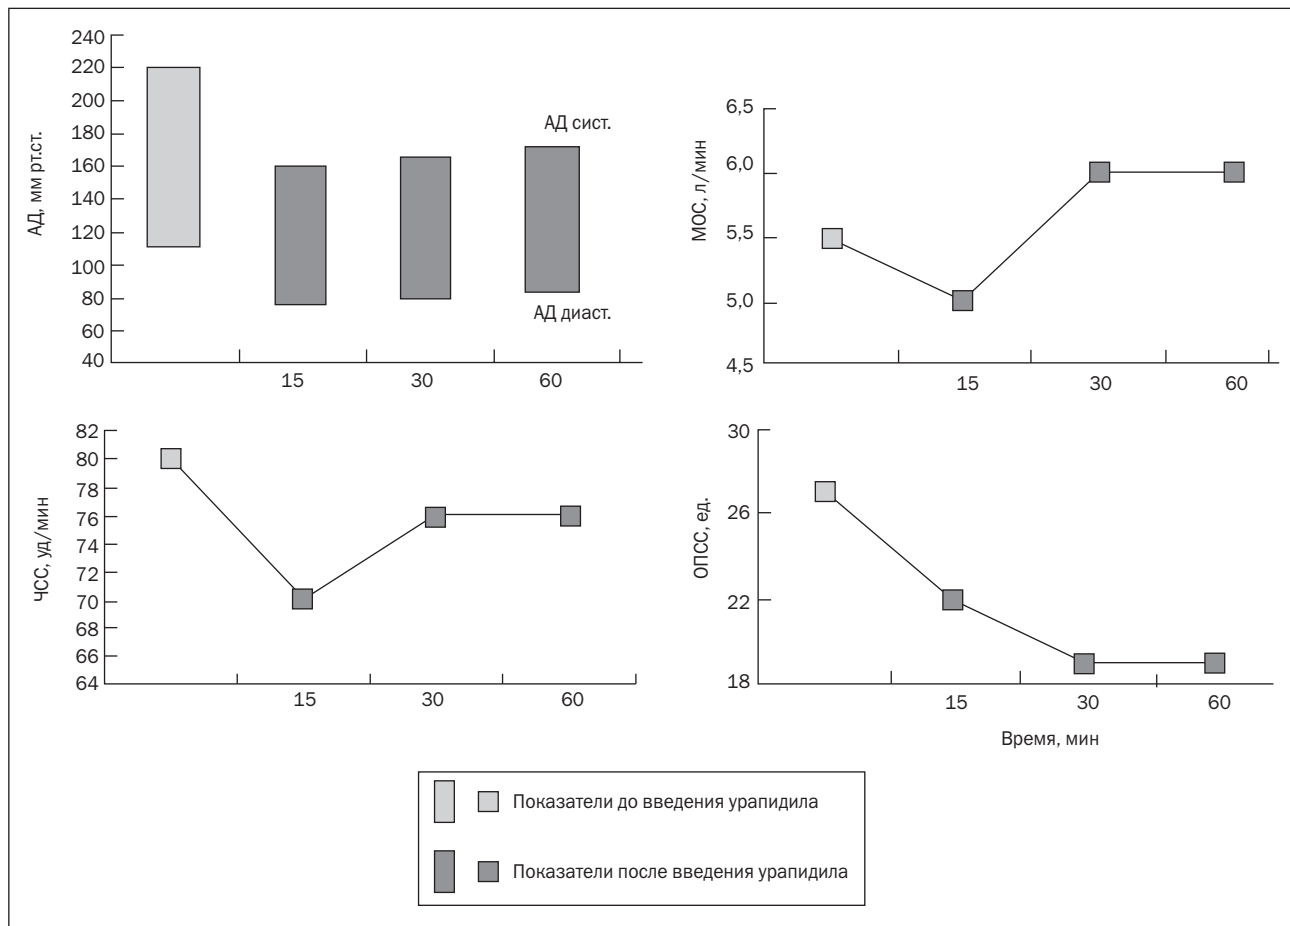 АД, мм рт.ст.
240
220
200
180
160
140
120
100
80
60
40
АД сист.
АД диаст.
15 30 60
МОС, л/мин
6,5
6,0
5,5
5,0
4,5
15 30 60
ЧСС, уд/мин
82
80
78
76
74
72
70
68
66
64
15 30 60
ОПСС, ед.
30
26
22
18
15 30 60
Время, мин
Показатели до введения урапидила
Показатели после введения урапидила